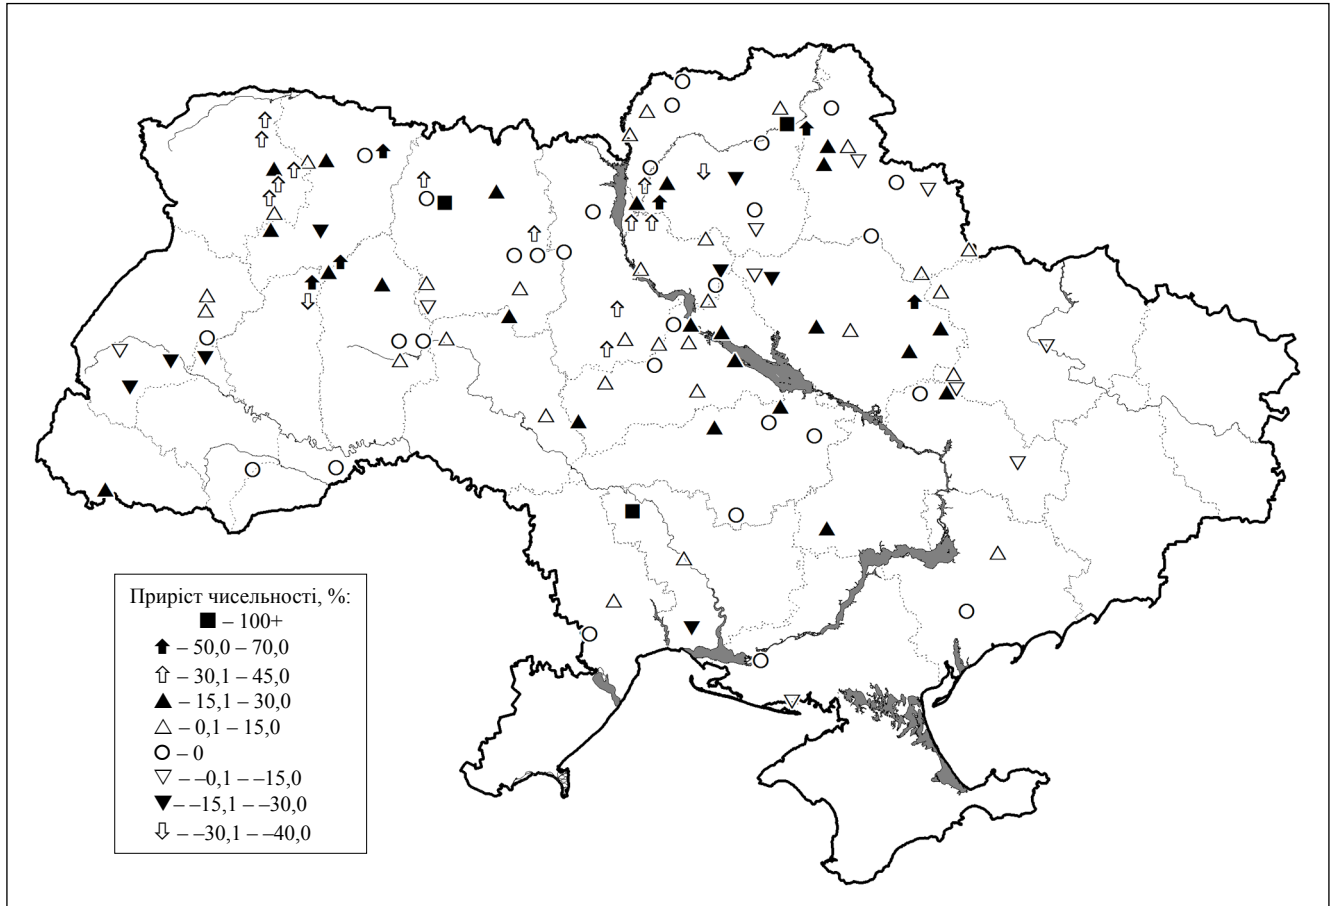 Приріст чисельності, %:
– 100+
– 50,0 – 70,0
– 30,1 – 45,0
– 15,1 – 30,0
– 0,1 – 15,0
– 0
– –0,1 – –15,0
– –15,1 – –30,0
– –30,1 – –40,0